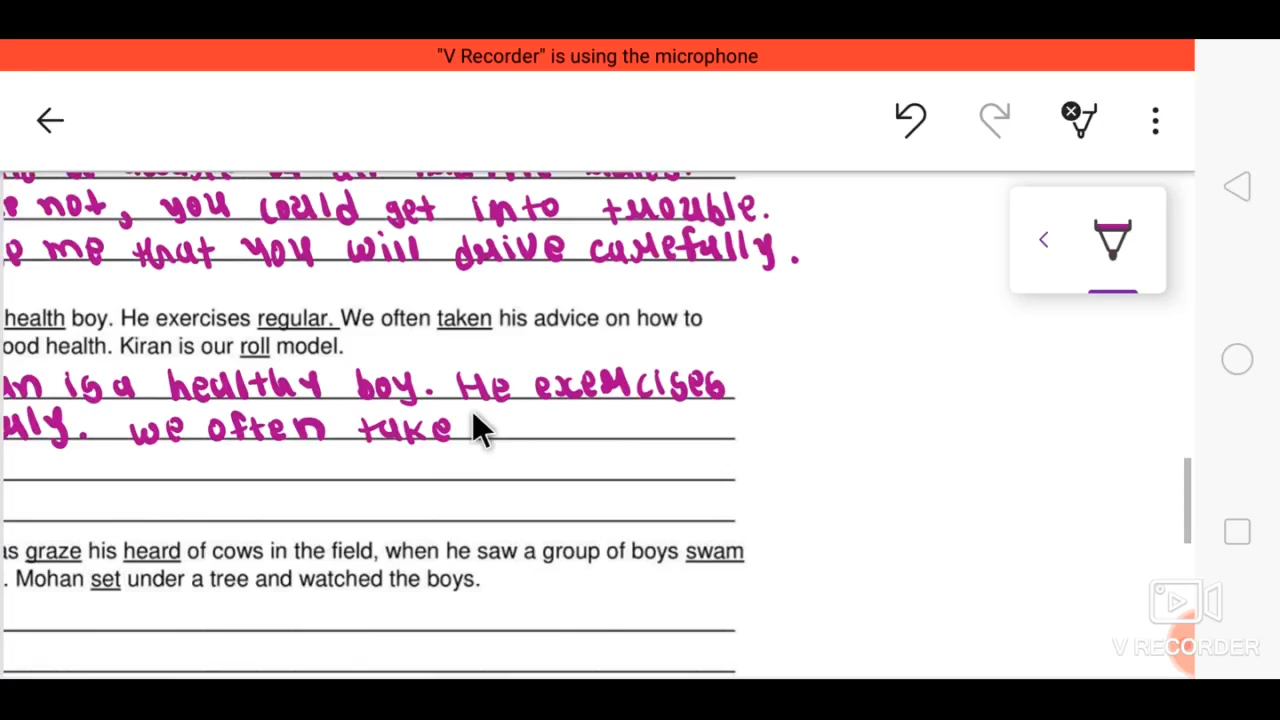 "V Recorder" is using the microphone
not, you could get into trouble.
me that you will drive carefully.
health boy. He exercises regular. We often taken his advice on how to
ood health. Kiran is our roll model.
an is a healthy boy. He exercises
rly. we often take
as graze his heard of cows in the field, when he saw a group of boys swam
. Mohan set under a tree and watched the boys.
V RECORDER